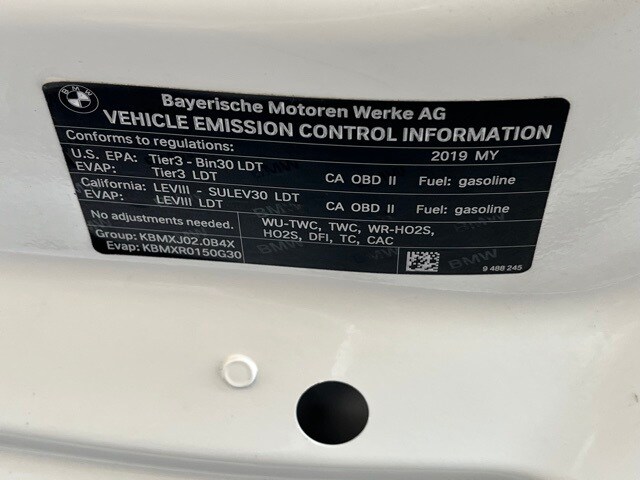 BMW
Bayerische Motoren Werke AG
VEHICLE EMISSION CONTROL INFORMATION
Conforms to regulations: 2019 MY
U.S. EPA: Tier3 - Bin30 LDT
EVAP: Tier3 LDT CA OBD II Fuel: gasoline
California: LEVIII - SULEV30 LDT
EVAP: LEVIII LDT CA OBD II Fuel: gasoline
No adjustments needed. WU-TWC, TWC, WR-HO2S,
Group: KBMXJ02.0B4X HO2S, DFI, TC, CAC
Evap: KBMXR0150G30
9 488 245